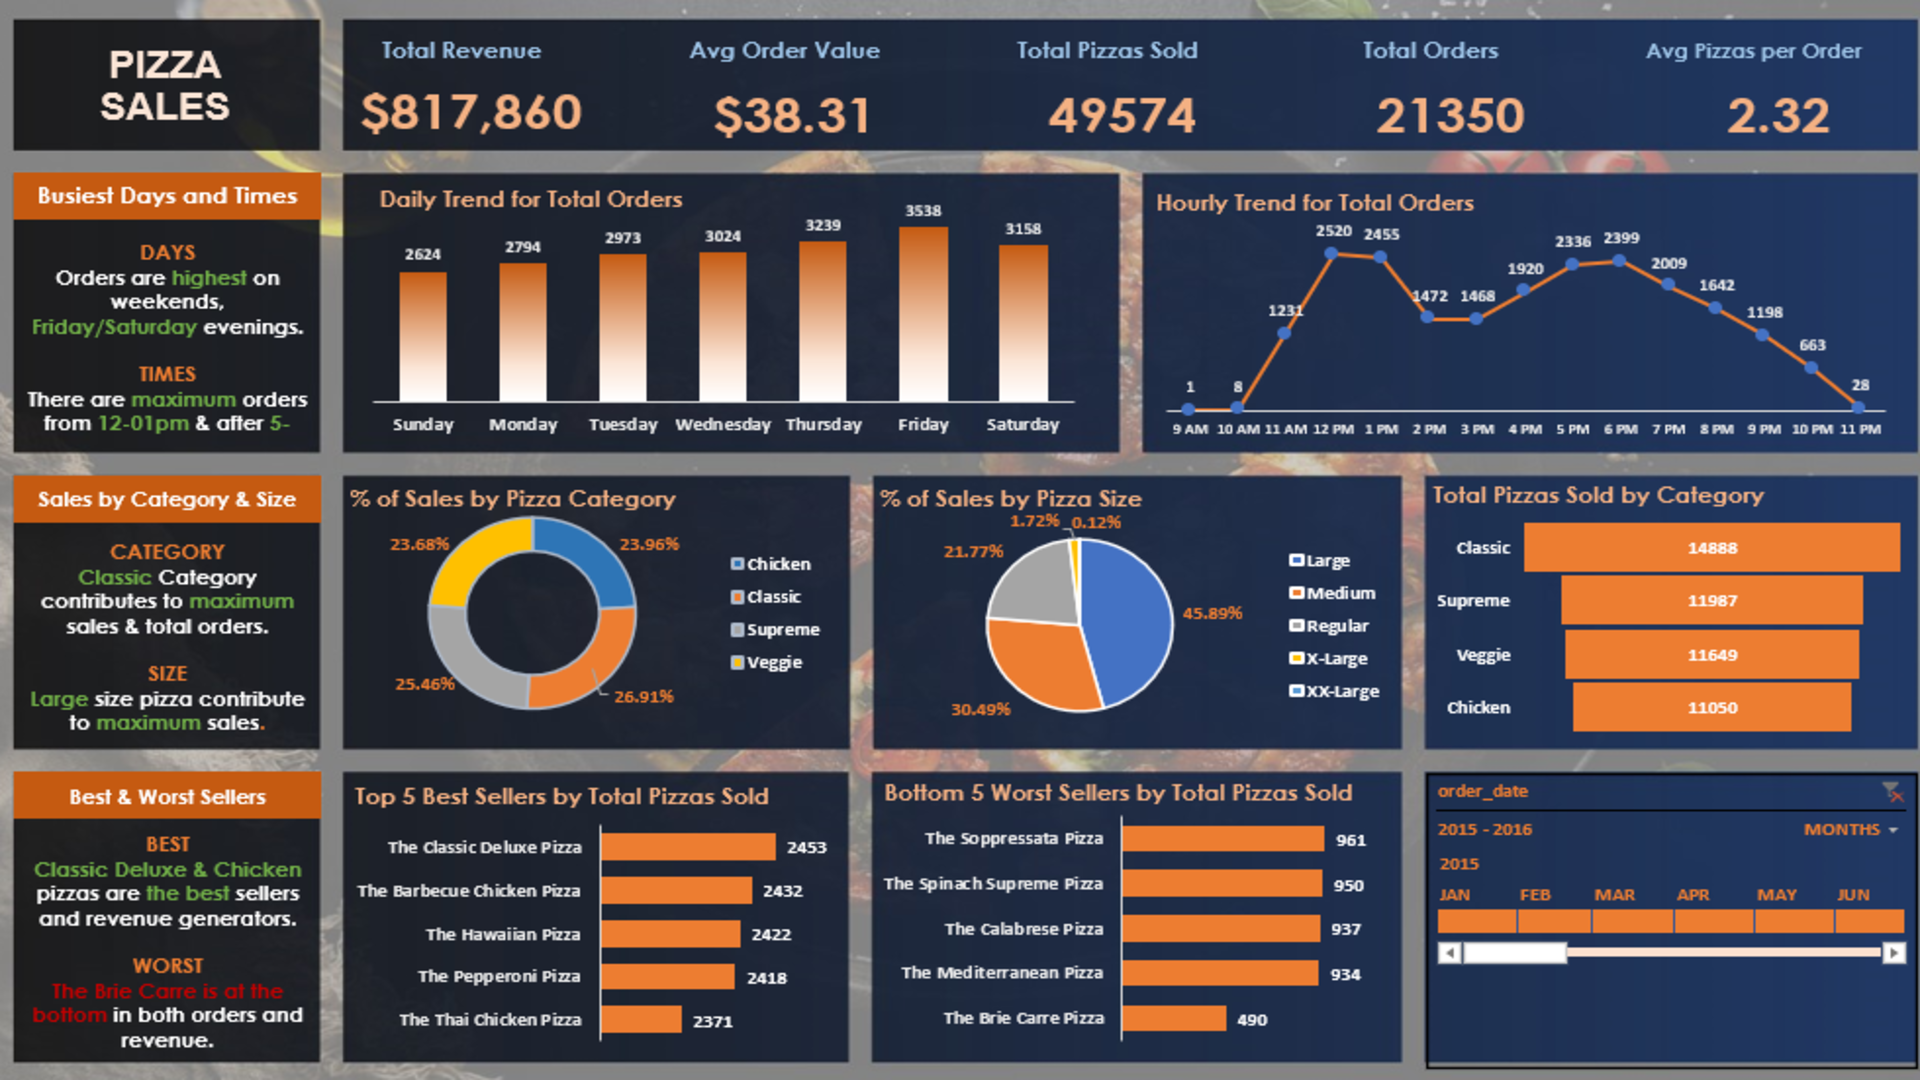 PIZZA
SALES
Total Revenue
$817,860
Avg Order Value
$38.31
Total Pizzas Sold
49574
Total Orders
21350
Avg Pizzas per Order
2.32
Busiest Days and Times
DAYS
Orders are highest on
weekends,
Friday/Saturday evenings.
TIMES
There are maximum orders
from 12-01pm & after 5-
Daily Trend for Total Orders
2624 2794 2973 3024 3239 3538 3158
Sunday Monday Tuesday Wednesday Thursday Friday Saturday
Hourly Trend for Total Orders
1 8 1231 2520 2455 1472 1468 1920 2336 2399 2009 1642 1198 663 28
9 AM 10 AM 11 AM 12 PM 1 PM 2 PM 3 PM 4 PM 5 PM 6 PM 7 PM 8 PM 9 PM 10 PM 11 PM
Sales by Category & Size
CATEGORY
Classic Category
contributes to maximum
sales & total orders.
SIZE
Large size pizza contribute
to maximum sales.
% of Sales by Pizza Category
23.68% 23.96%
25.46% 26.91%
Chicken
Classic
Supreme
Veggie
% of Sales by Pizza Size
1.72% 0.12%
21.77%
45.89%
30.49%
Large
Medium
Regular
X-Large
XX-Large
Total Pizzas Sold by Category
Classic 14888
Supreme 11987
Veggie 11649
Chicken 11050
Best & Worst Sellers
BEST
Classic Deluxe & Chicken
pizzas are the best sellers
and revenue generators.
WORST
The Brie Carre is at the
bottom in both orders and
revenue.
Top 5 Best Sellers by Total Pizzas Sold
The Classic Deluxe Pizza 2453
The Barbecue Chicken Pizza 2432
The Hawaiian Pizza 2422
The Pepperoni Pizza 2418
The Thai Chicken Pizza 2371
Bottom 5 Worst Sellers by Total Pizzas Sold
The Soppressata Pizza 961
The Spinach Supreme Pizza 950
The Calabrese Pizza 937
The Mediterranean Pizza 934
The Brie Carre Pizza 490
order_date
2015 - 2016 MONTHS
2015
JAN FEB MAR APR MAY JUN